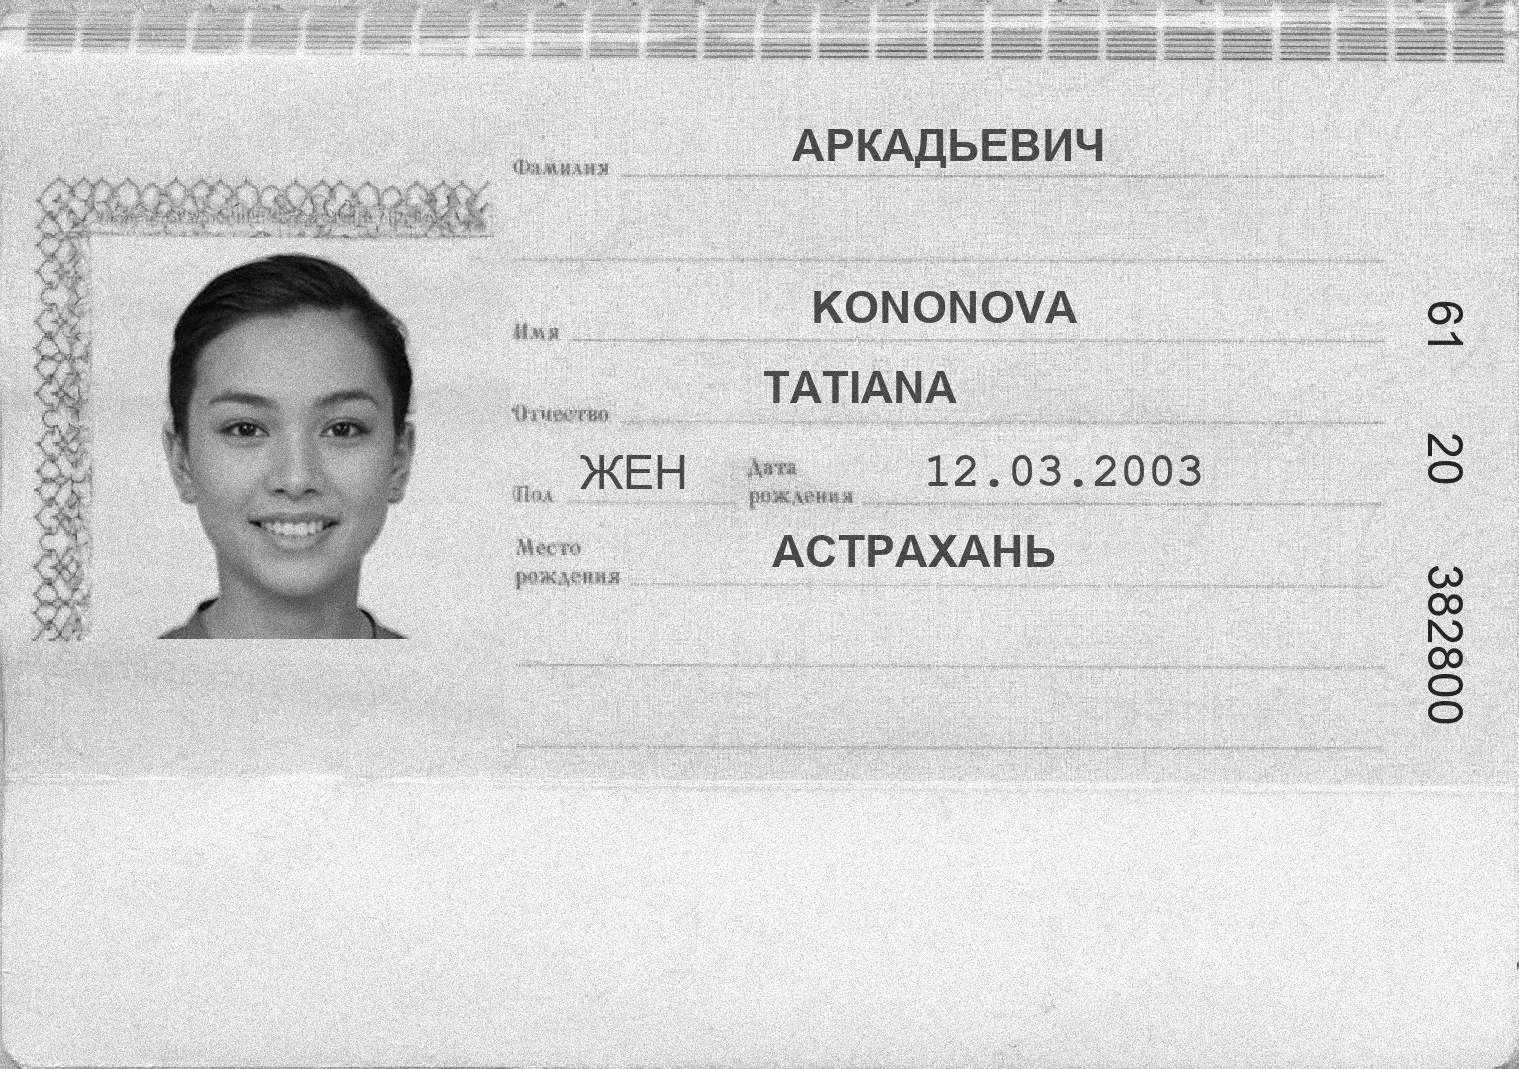 Фамилия АРКАДЬЕВИЧ
Имя KONONOVA
Отчество TATIANA
Пол ЖЕН Дата рождения 12.03.2003
Место рождения АСТРАХАНЬ
61 20 382800